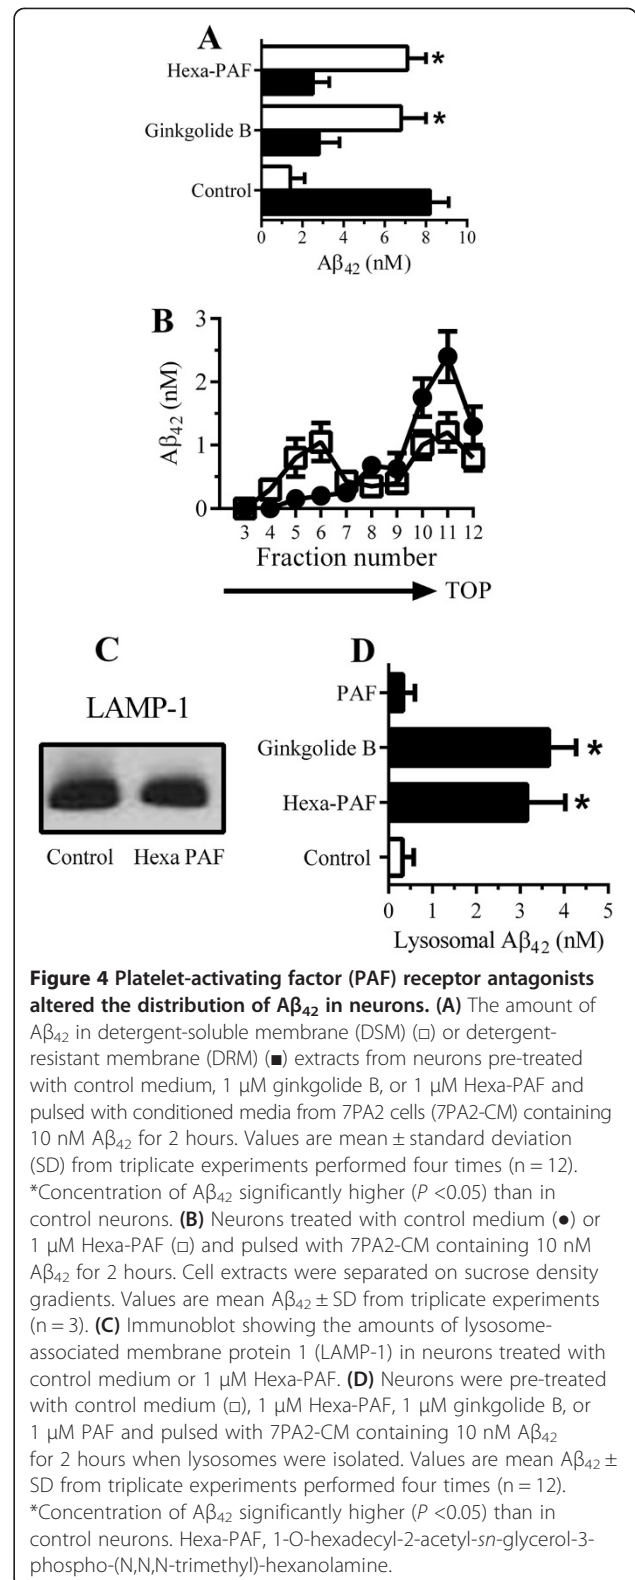 A
Hexa-PAF
*
Ginkgolide B
*
Control
0 2 4 6 8 10
Aβ42 (nM)
B
3
2
1
0
Aβ42 (nM)
3 4 5 6 7 8 9 10 11 12
Fraction number
TOP
C
LAMP-1
Control Hexa PAF
D
PAF
Ginkgolide B
*
Hexa-PAF
*
Control
0 1 2 3 4 5
Lysosomal Aβ42 (nM)
Figure 4 Platelet-activating factor (PAF) receptor antagonists
altered the distribution of Aβ42 in neurons. (A) The amount of
Aβ42 in detergent-soluble membrane (DSM) (□) or detergent-
resistant membrane (DRM) (■) extracts from neurons pre-treated
with control medium, 1 μM ginkgolide B, or 1 μM Hexa-PAF and
pulsed with conditioned media from 7PA2 cells (7PA2-CM) containing
10 nM Aβ42 for 2 hours. Values are mean ± standard deviation
(SD) from triplicate experiments performed four times (n = 12).
*Concentration of Aβ42 significantly higher (P <0.05) than in
control neurons. (B) Neurons treated with control medium (●) or
1 μM Hexa-PAF (□) and pulsed with 7PA2-CM containing 10 nM
Aβ42 for 2 hours. Cell extracts were separated on sucrose density
gradients. Values are mean Aβ42 ± SD from triplicate experiments
(n = 3). (C) Immunoblot showing the amounts of lysosome-
associated membrane protein 1 (LAMP-1) in neurons treated with
control medium or 1 μM Hexa-PAF. (D) Neurons were pre-treated
with control medium (□), 1 μM Hexa-PAF, 1 μM ginkgolide B, or
1 μM PAF and pulsed with 7PA2-CM containing 10 nM Aβ42
for 2 hours when lysosomes were isolated. Values are mean Aβ42 ±
SD from triplicate experiments performed four times (n = 12).
*Concentration of Aβ42 significantly higher (P <0.05) than in
control neurons. Hexa-PAF, 1-O-hexadecyl-2-acetyl-sn-glycerol-3-
phospho-(N,N,N-trimethyl)-hexanolamine.